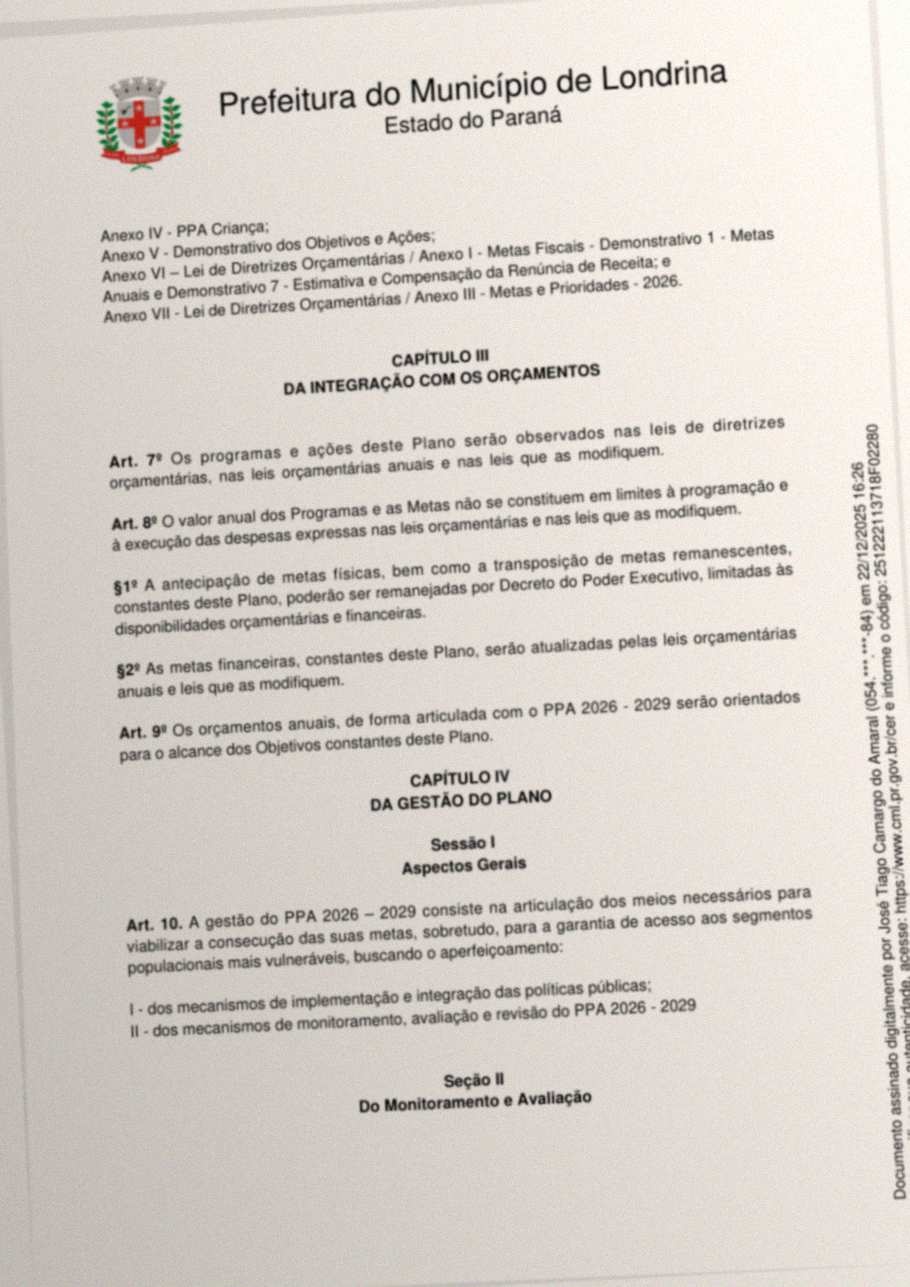 Prefeitura do Município de Londrina
Estado do Paraná
LONDRINA
Anexo IV - PPA Criança;
Anexo V - Demonstrativo dos Objetivos e Ações;
Anexo VI – Lei de Diretrizes Orçamentárias / Anexo I - Metas Fiscais - Demonstrativo 1 - Metas
Anuais e Demonstrativo 7 - Estimativa e Compensação da Renúncia de Receita; e
Anexo VII - Lei de Diretrizes Orçamentárias / Anexo III - Metas e Prioridades - 2026.
CAPÍTULO III
DA INTEGRAÇÃO COM OS ORÇAMENTOS
Art. 7º Os programas e ações deste Plano serão observados nas leis de diretrizes
orçamentárias, nas leis orçamentárias anuais e nas leis que as modifiquem.
Art. 8º O valor anual dos Programas e as Metas não se constituem em limites à programação e
à execução das despesas expressas nas leis orçamentárias e nas leis que as modifiquem.
§1º A antecipação de metas físicas, bem como a transposição de metas remanescentes,
constantes deste Plano, poderão ser remanejadas por Decreto do Poder Executivo, limitadas às
disponibilidades orçamentárias e financeiras.
§2º As metas financeiras, constantes deste Plano, serão atualizadas pelas leis orçamentárias
anuais e leis que as modifiquem.
Art. 9º Os orçamentos anuais, de forma articulada com o PPA 2026 - 2029 serão orientados
para o alcance dos Objetivos constantes deste Plano.
CAPÍTULO IV
DA GESTÃO DO PLANO
Sessão I
Aspectos Gerais
Art. 10. A gestão do PPA 2026 – 2029 consiste na articulação dos meios necessários para
viabilizar a consecução das suas metas, sobretudo, para a garantia de acesso aos segmentos
populacionais mais vulneráveis, buscando o aperfeiçoamento:
I - dos mecanismos de implementação e integração das políticas públicas;
II - dos mecanismos de monitoramento, avaliação e revisão do PPA 2026 - 2029
Seção II
Do Monitoramento e Avaliação
Documento assinado digitalmente por José Tiago Camargo do Amaral (054.***.***-84) em 22/12/2025 16:26
autenticidade, acesse: https://www.cml.pr.gov.br/cer e informe o código: 251222113718F02280